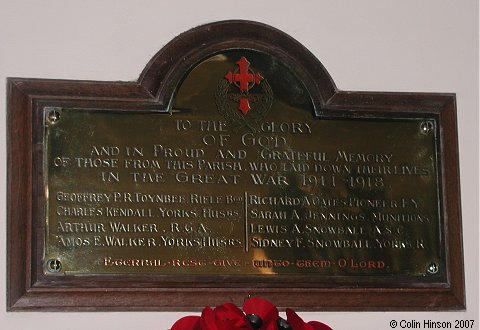 TO THE GLORY
OF GOD
AND IN PROUD AND GRATEFUL MEMORY
OF THOSE FROM THIS PARISH, WHO LAID DOWN THEIR LIVES
IN THE GREAT WAR 1914-1918
GEOFFREY P.R. TOYNBEE, RIFLE BDE
CHARLES KENDALL, YORKS. HUSRS.
ARTHUR WALKER, R.G.A.
AMOS E. WALKER, YORKS. HUSRS
RICHARD A. OATES, PIONEER E.Y.
SARAH A. JENNINGS, MUNITIONS
LEWIS A. SNOWBALL, A.S.C.
SIDNEY F. SNOWBALL, YORKS. R.
ETERNAL REST GIVE UNTO THEM O LORD.
© Colin Hinson 2007